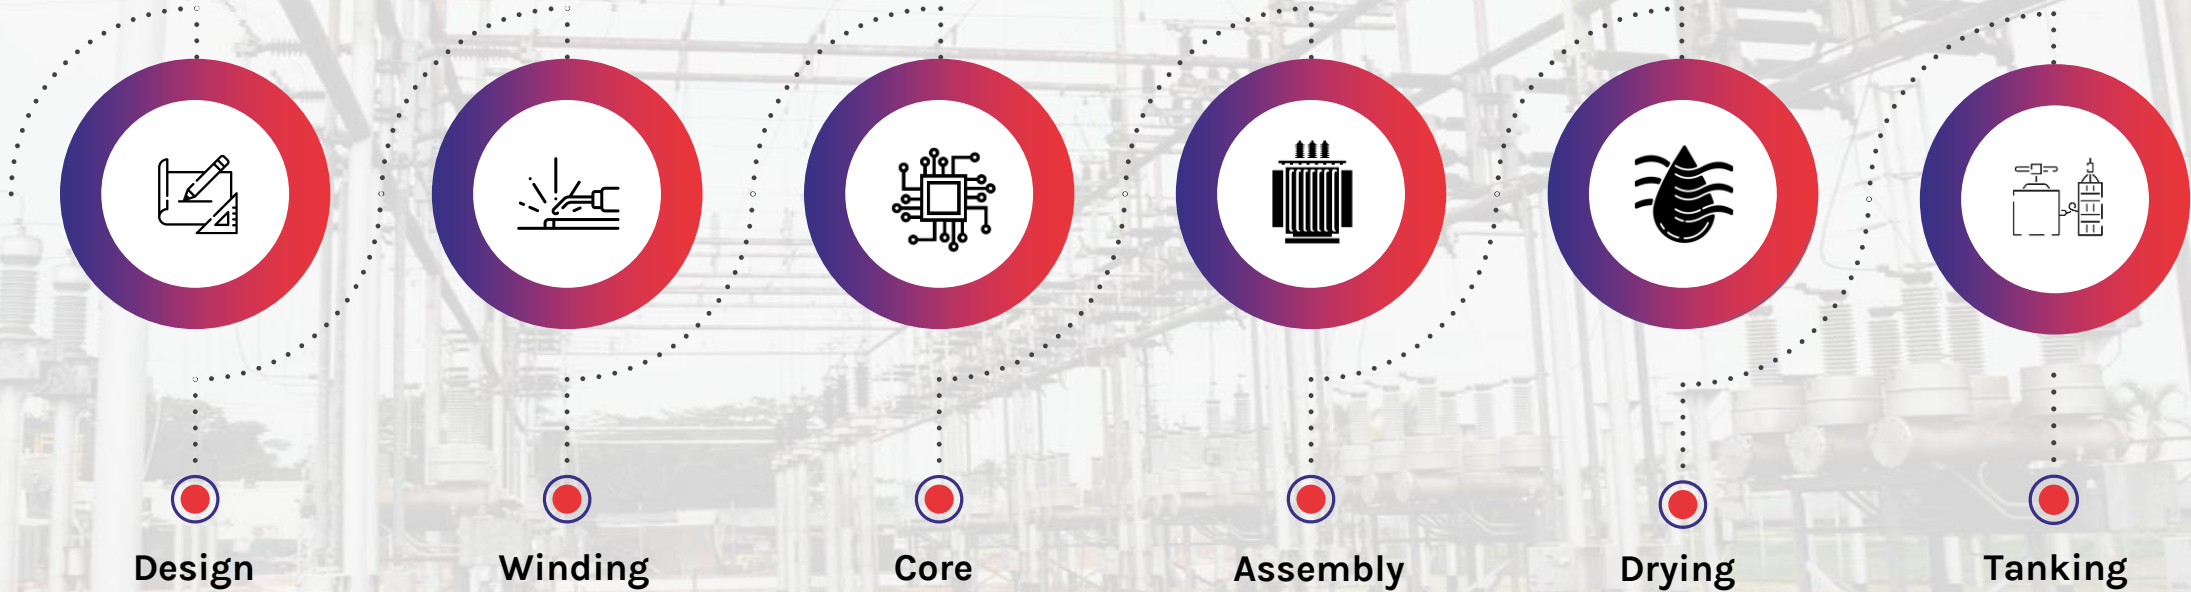 Design
Winding
Core
Assembly
Drying
Tanking